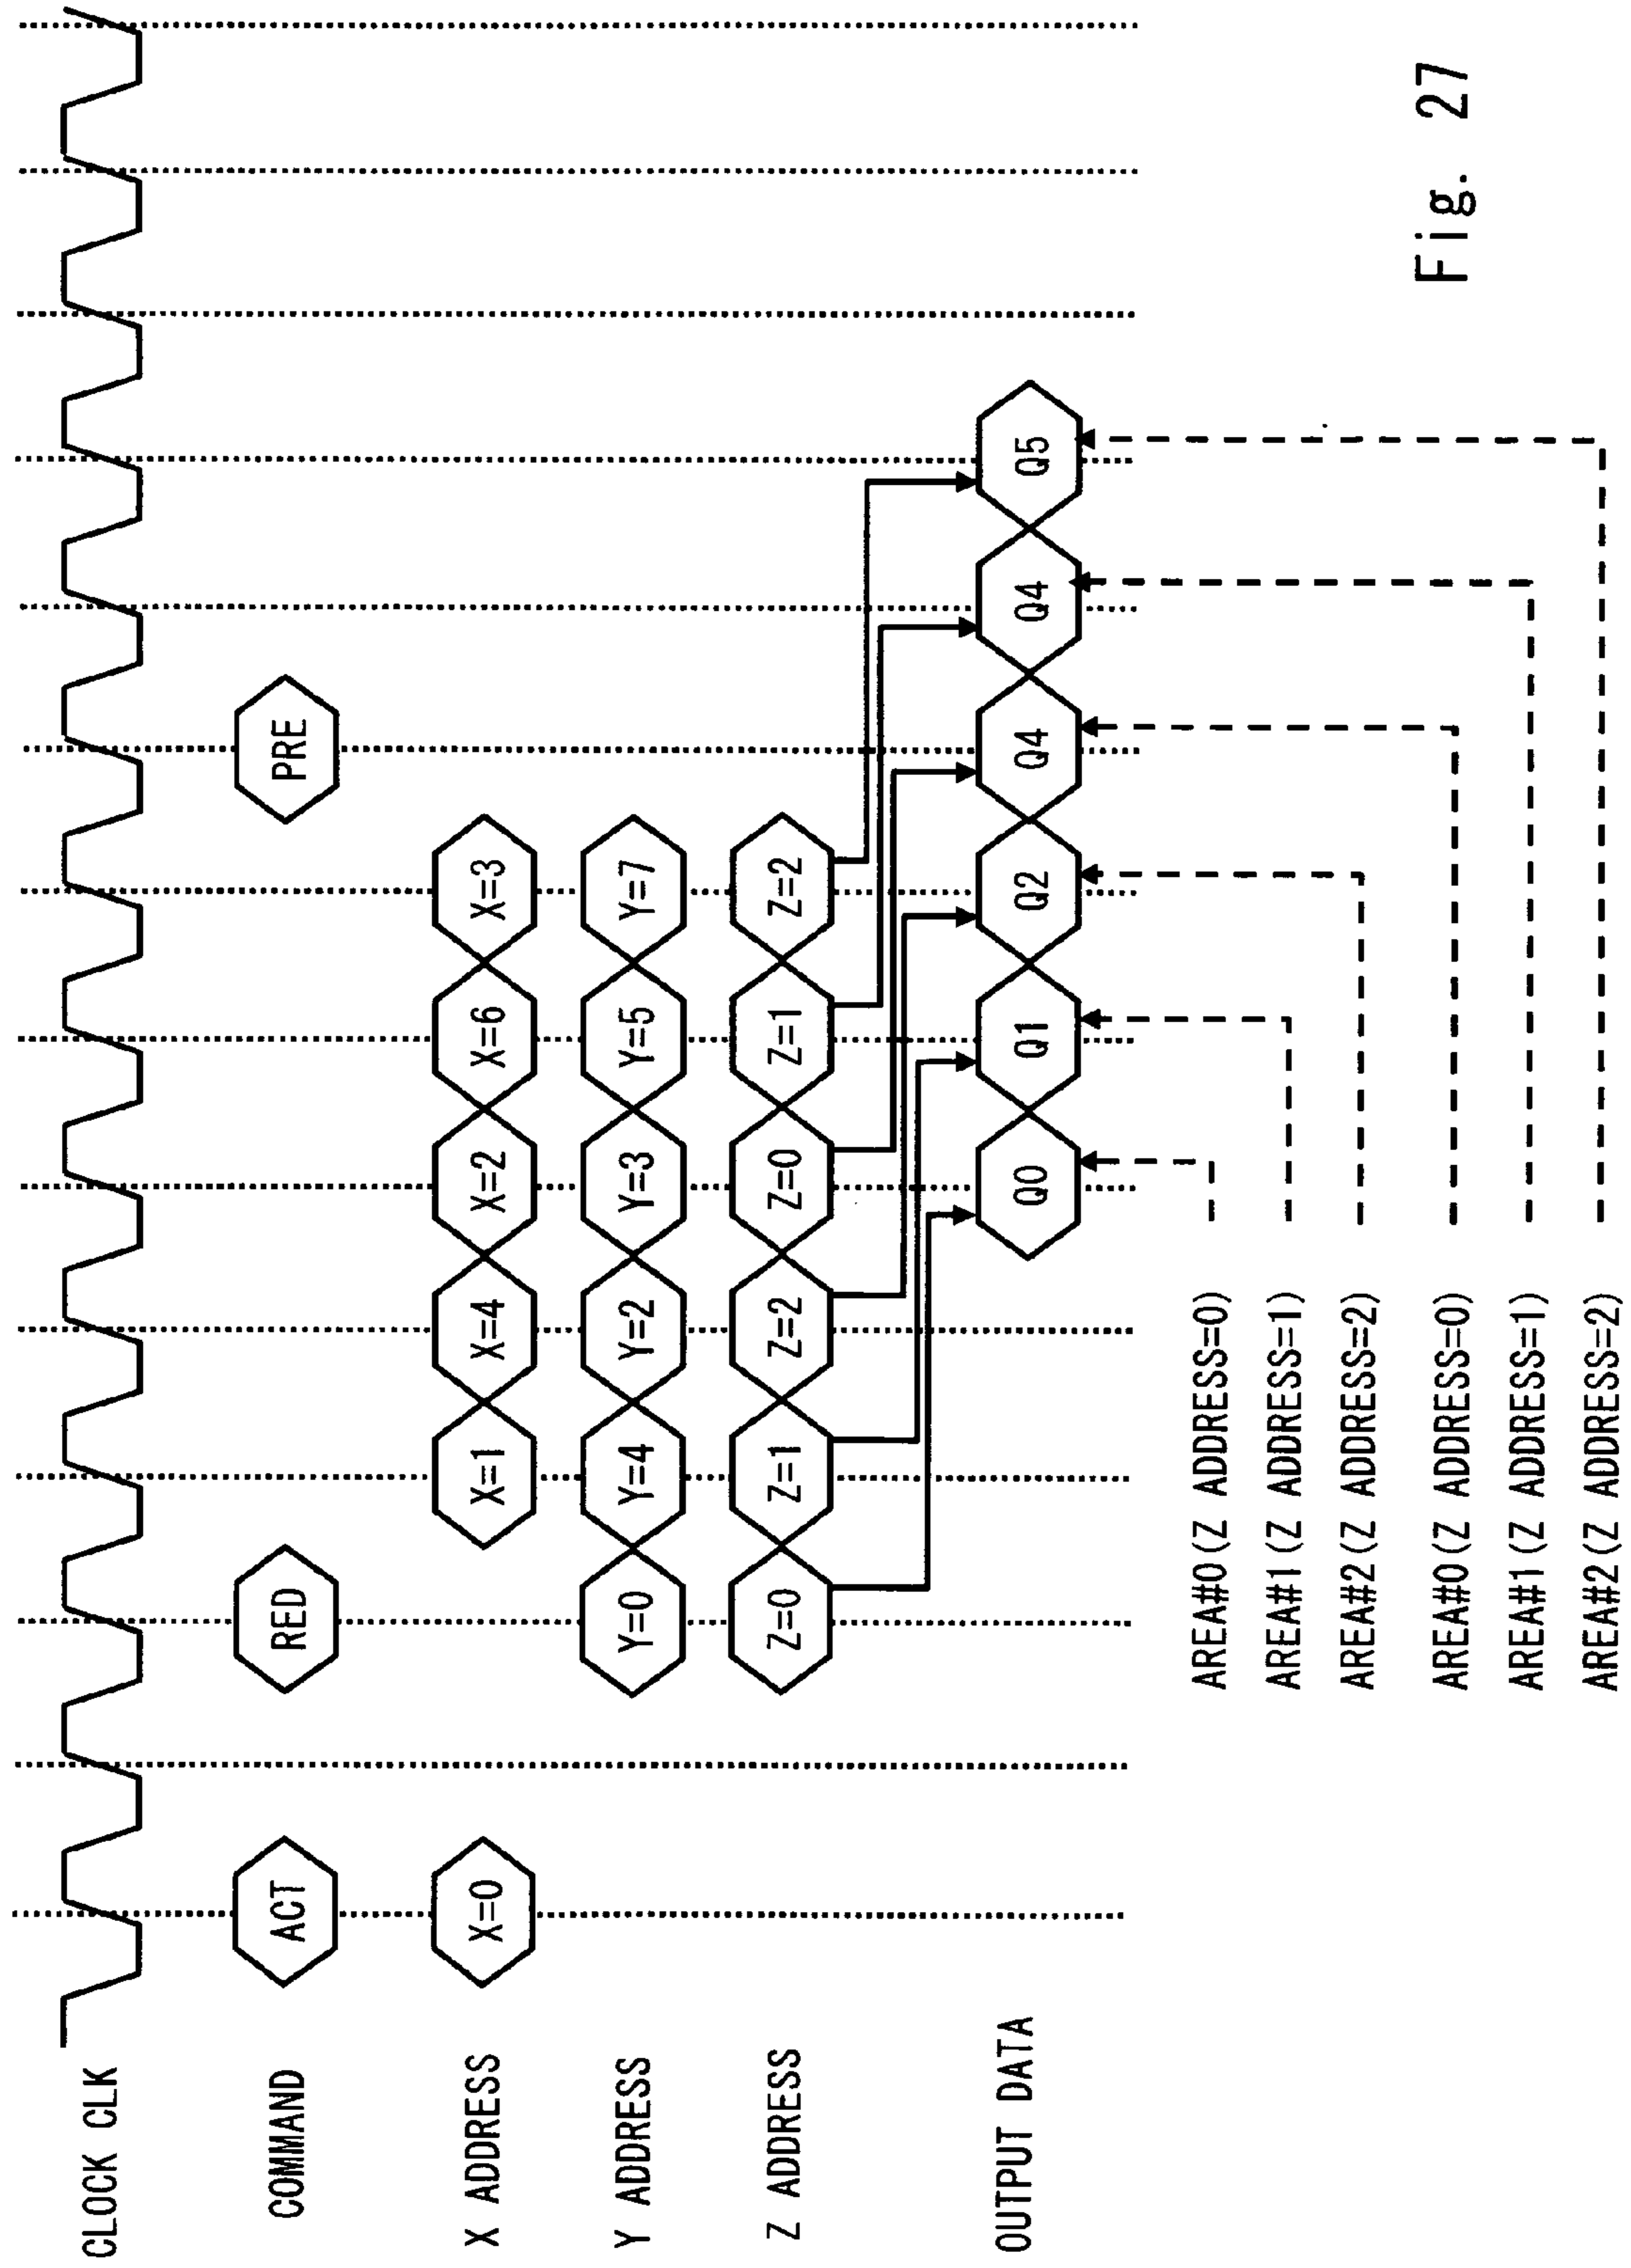 CLOCK CLK
COMMAND ACT RED PRE
X ADDRESS X=0 X=1 X=4 X=2 X=6 X=3
Y ADDRESS Y=0 Y=4 Y=2 Y=3 Y=5 Y=7
Z ADDRESS Z=0 Z=1 Z=2 Z=0 Z=1 Z=2
OUTPUT DATA Q0 Q1 Q2 Q4 Q4 Q5
AREA#0(Z ADDRESS=0)
AREA#1(Z ADDRESS=1)
AREA#2(Z ADDRESS=2)
AREA#0(Z ADDRESS=0)
AREA#1(Z ADDRESS=1)
AREA#2(Z ADDRESS=2)
Fig. 27